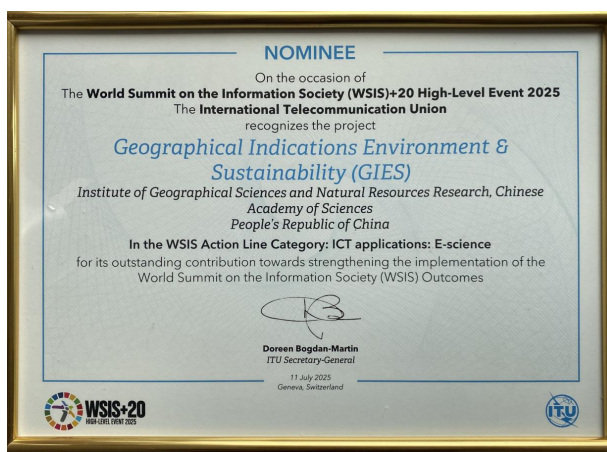 NOMINEE
On the occasion of
The World Summit on the Information Society (WSIS)+20 High-Level Event 2025
The International Telecommunication Union
recognizes the project
Geographical Indications Environment &
Sustainability (GIES)
Institute of Geographical Sciences and Natural Resources Research, Chinese
Academy of Sciences
People's Republic of China
In the WSIS Action Line Category: ICT applications: E-science
for its outstanding contribution towards strengthening the implementation of the
World Summit on the Information Society (WSIS) Outcomes
Doreen Bogdan-Martin
ITU Secretary-General
11 July 2025
Geneva, Switzerland
WSIS+20
HIGH-LEVEL EVENT 2025
ITU